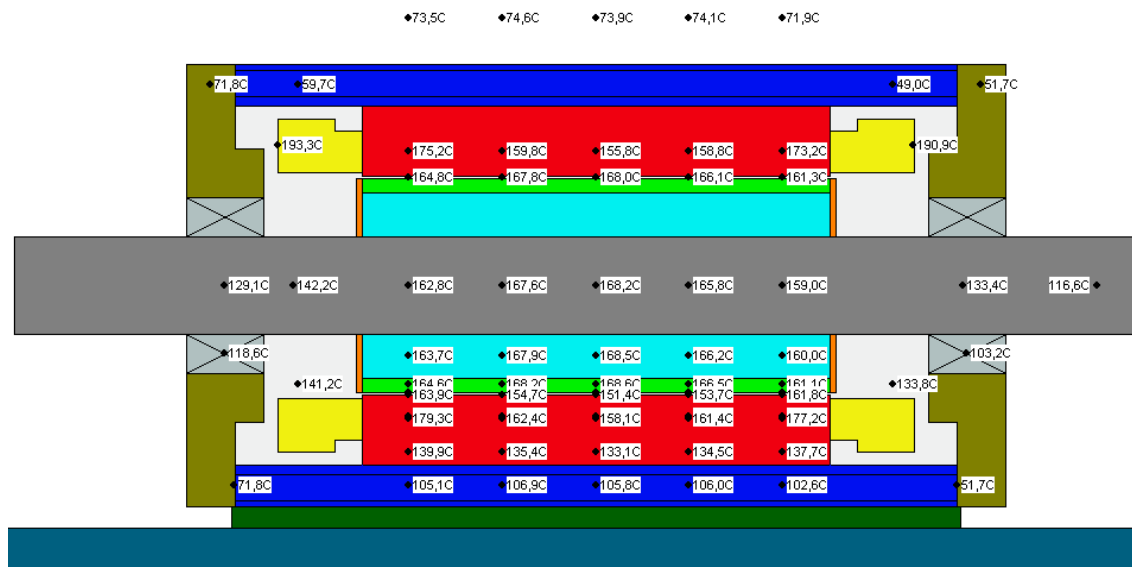 73,5C 74,6C 73,9C 74,1C 71,9C
71,8C 59,7C 49,0C 51,7C
193,3C 190,9C
175,2C 159,8C 155,8C 158,8C 173,2C
164,8C 167,8C 168,0C 166,1C 161,3C
129,1C 142,2C 162,8C 167,6C 168,2C 165,8C 159,0C 133,4C 116,6C
118,6C 163,7C 167,9C 168,5C 166,2C 160,0C 103,2C
141,2C 164,6C 168,2C 168,6C 166,5C 161,1C 133,8C
163,9C 154,7C 151,4C 153,7C 161,8C
179,3C 162,4C 158,1C 161,4C 177,2C
139,9C 135,4C 133,1C 134,5C 137,7C
71,8C 105,1C 106,9C 105,8C 106,0C 102,6C 51,7C